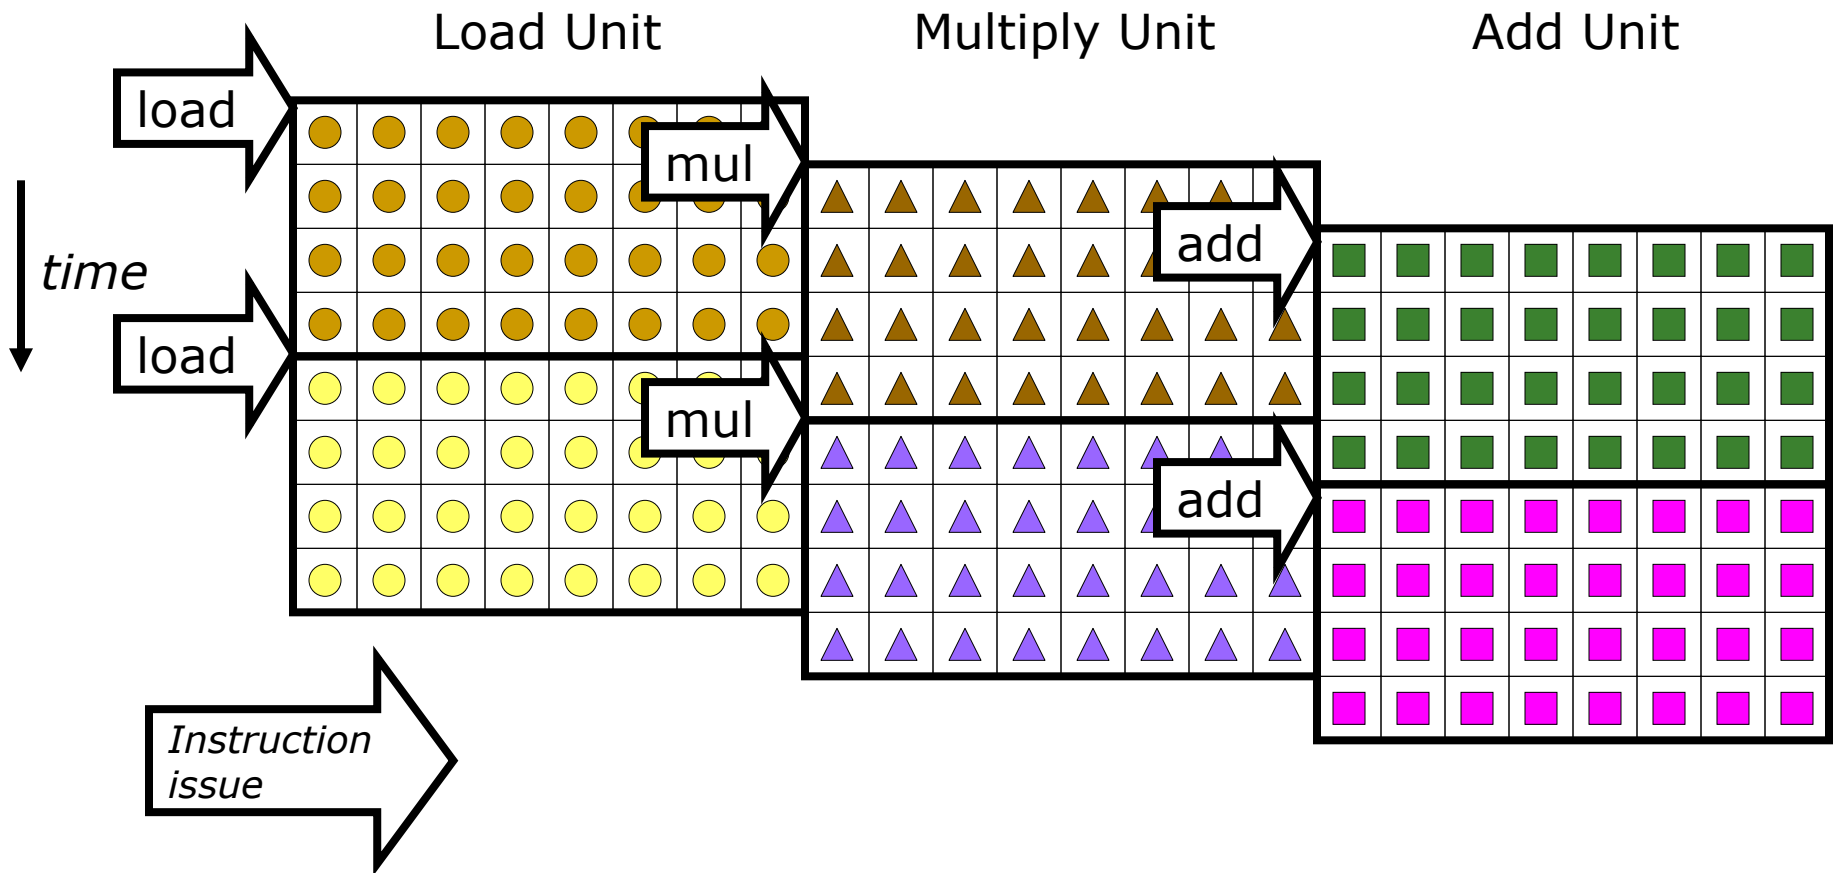 Load Unit
Multiply Unit
Add Unit
load
mul
add
time
load
mul
add
Instruction
issue